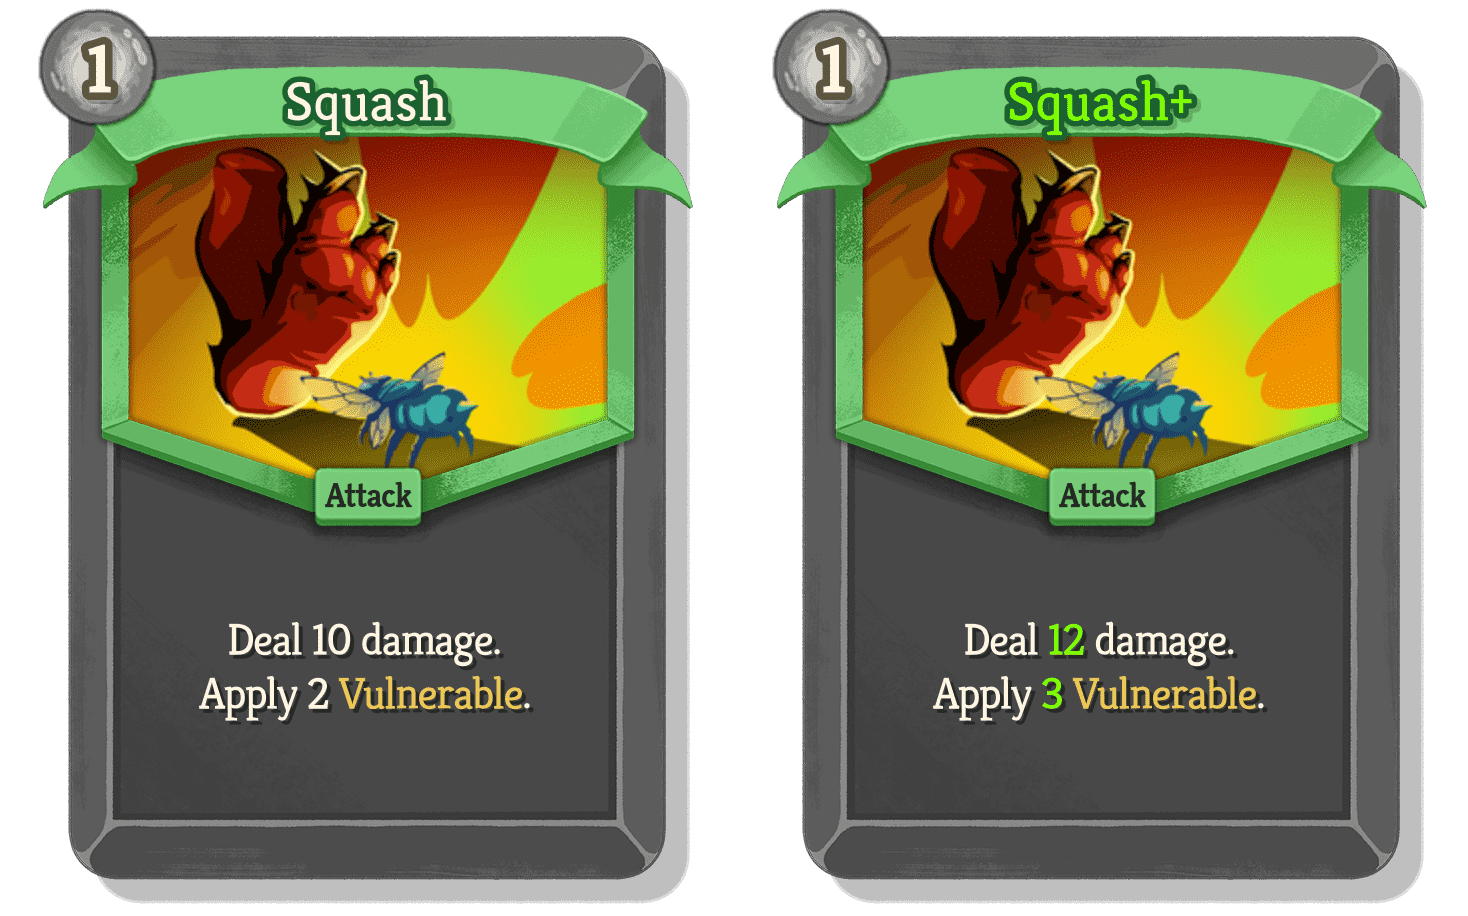 1
Squash
Attack
Deal 10 damage.
Apply 2 Vulnerable.
1
Squash+
Attack
Deal 12 damage.
Apply 3 Vulnerable.